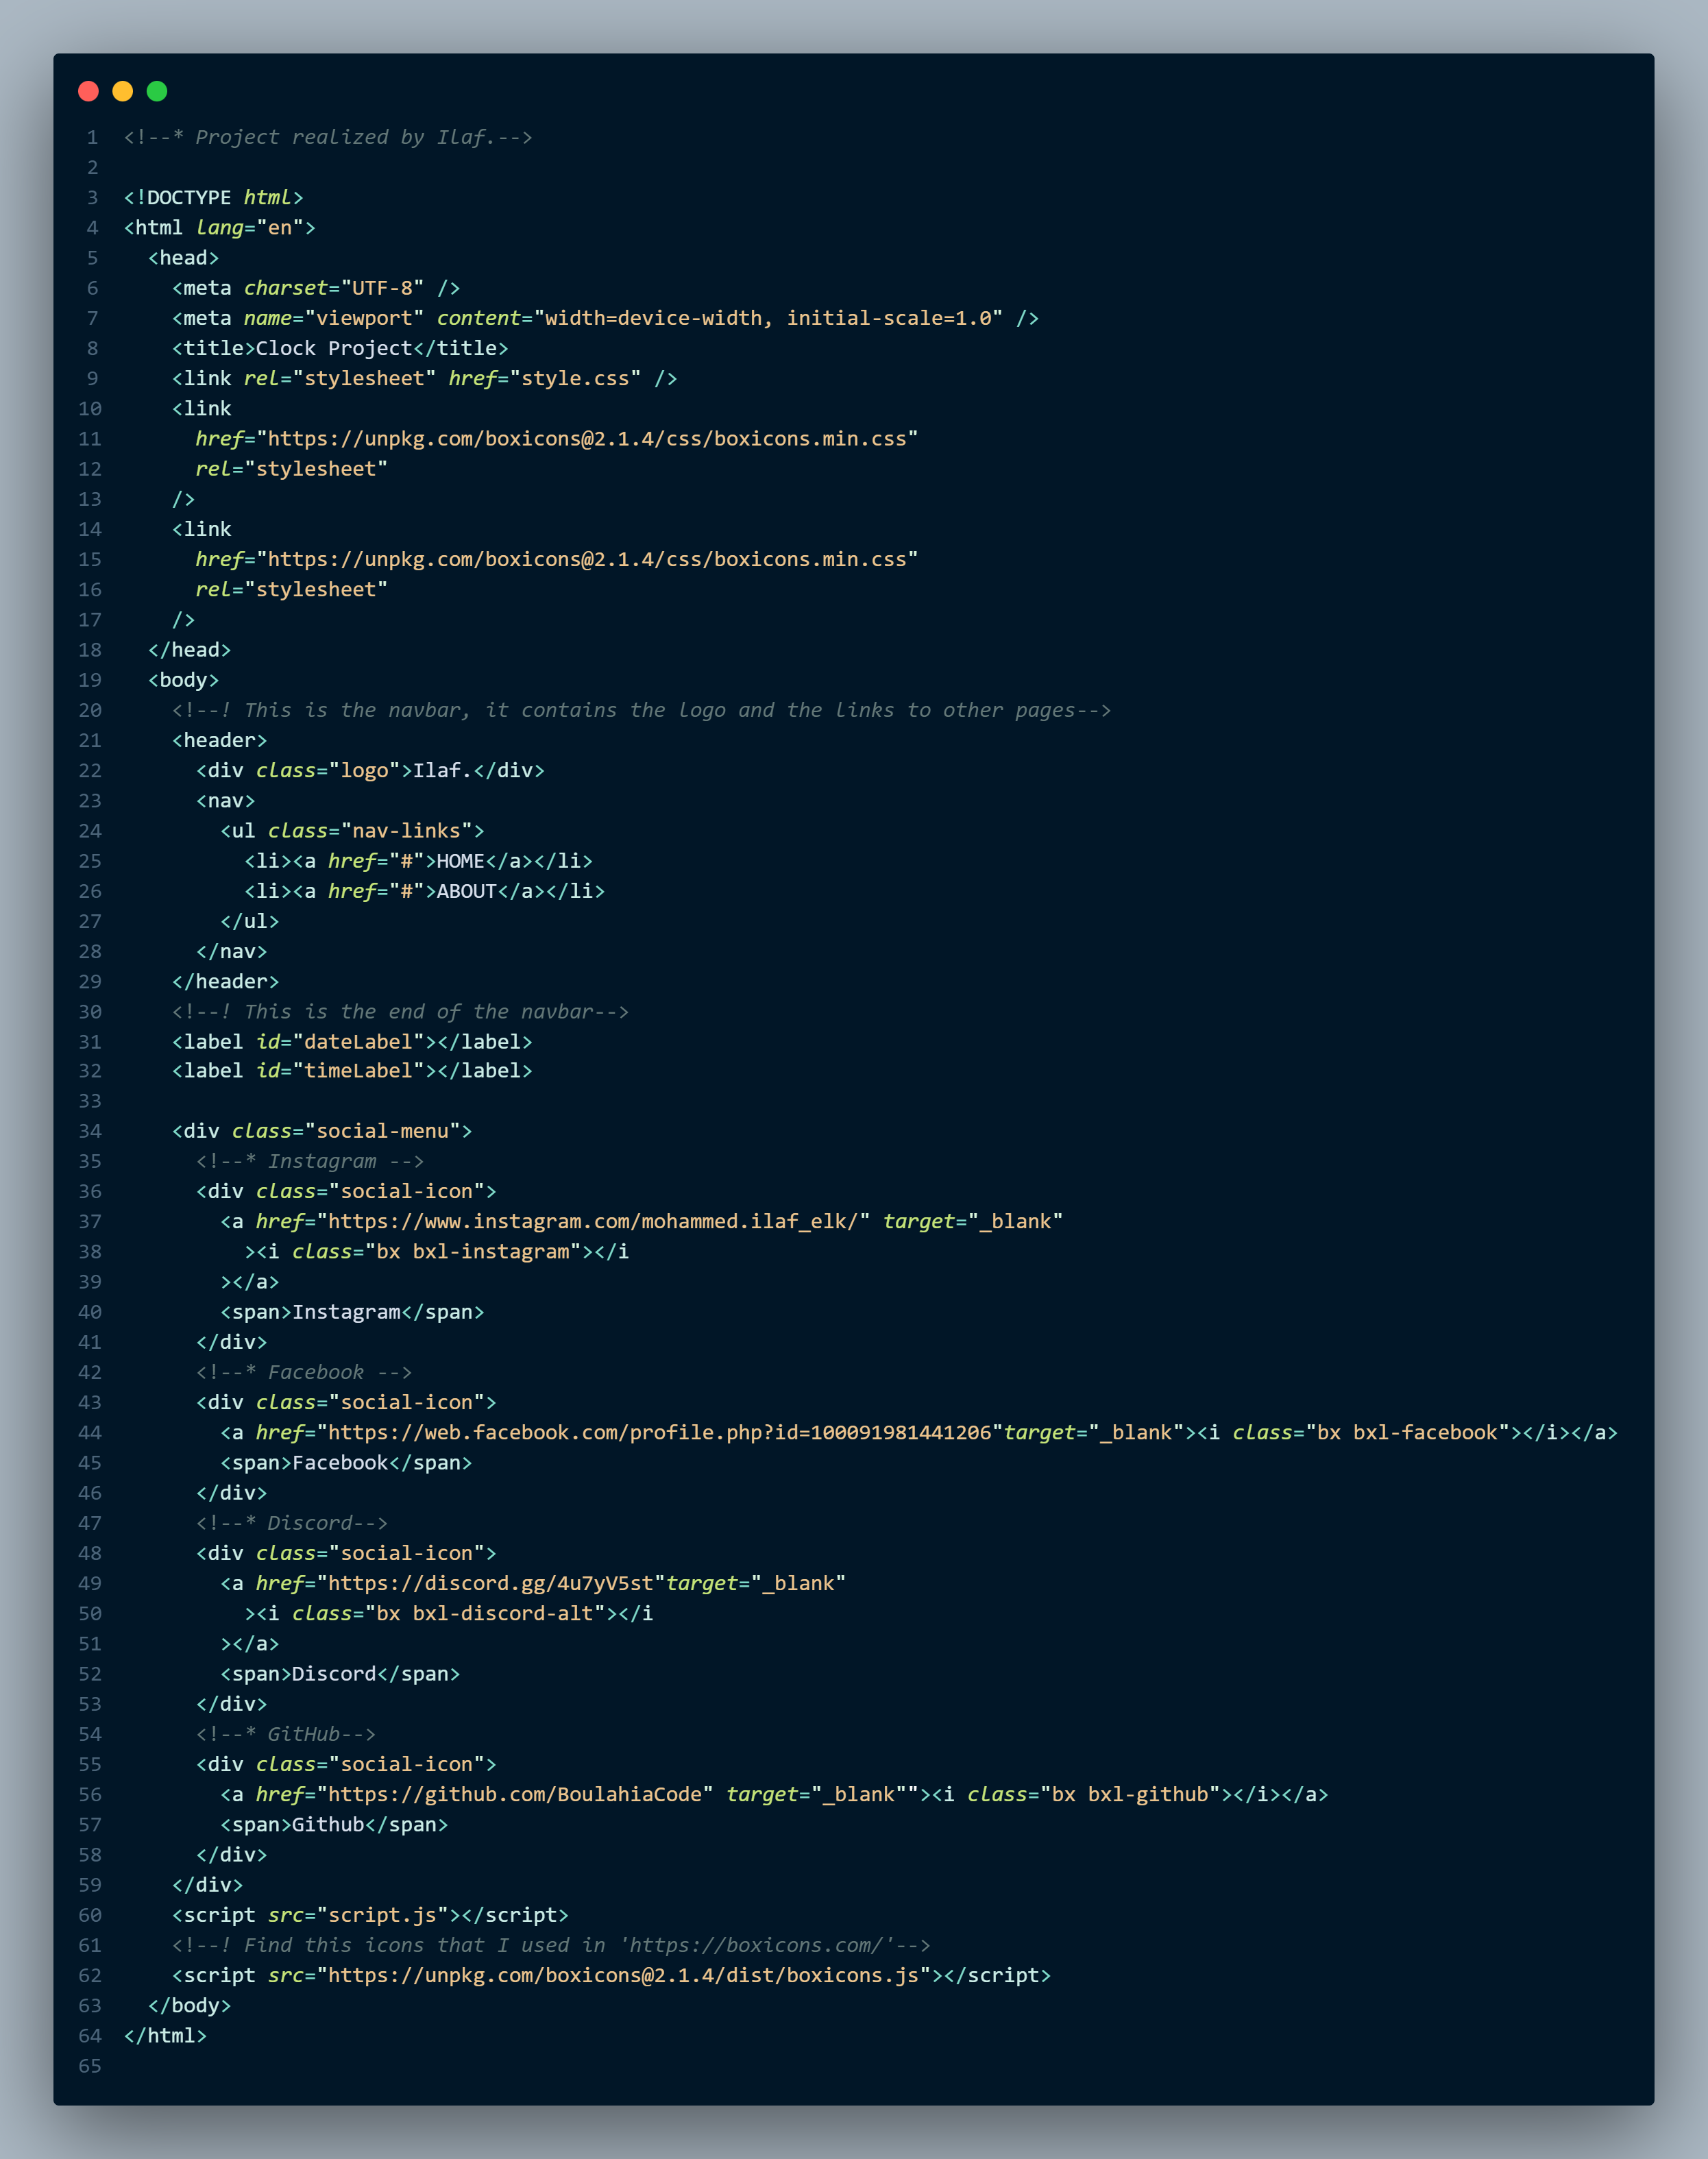 1 <!--* Project realized by Ilaf.-->
2
3 <!DOCTYPE html>
4 <html lang="en">
5   <head>
6     <meta charset="UTF-8" />
7     <meta name="viewport" content="width=device-width, initial-scale=1.0" />
8     <title>Clock Project</title>
9     <link rel="stylesheet" href="style.css" />
10     <link
11       href="https://unpkg.com/boxicons@2.1.4/css/boxicons.min.css"
12       rel="stylesheet"
13     />
14     <link
15       href="https://unpkg.com/boxicons@2.1.4/css/boxicons.min.css"
16       rel="stylesheet"
17     />
18   </head>
19   <body>
20     <!--! This is the navbar, it contains the logo and the links to other pages-->
21     <header>
22       <div class="logo">Ilaf.</div>
23       <nav>
24         <ul class="nav-links">
25           <li><a href="#">HOME</a></li>
26           <li><a href="#">ABOUT</a></li>
27         </ul>
28       </nav>
29     </header>
30     <!--! This is the end of the navbar-->
31     <label id="dateLabel"></label>
32     <label id="timeLabel"></label>
33
34     <div class="social-menu">
35       <!--* Instagram -->
36       <div class="social-icon">
37         <a href="https://www.instagram.com/mohammed.ilaf_elk/" target="_blank"
38           ><i class="bx bxl-instagram"></i
39         ></a>
40         <span>Instagram</span>
41       </div>
42       <!--* Facebook -->
43       <div class="social-icon">
44         <a href="https://web.facebook.com/profile.php?id=100091981441206"target="_blank"><i class="bx bxl-facebook"></i></a>
45         <span>Facebook</span>
46       </div>
47       <!--* Discord-->
48       <div class="social-icon">
49         <a href="https://discord.gg/4u7yV5st"target="_blank"
50           ><i class="bx bxl-discord-alt"></i
51         ></a>
52         <span>Discord</span>
53       </div>
54       <!--* GitHub-->
55       <div class="social-icon">
56         <a href="https://github.com/BoulahiaCode" target="_blank""><i class="bx bxl-github"></i></a>
57         <span>Github</span>
58       </div>
59     </div>
60     <script src="script.js"></script>
61     <!--! Find this icons that I used in 'https://boxicons.com/'-->
62     <script src="https://unpkg.com/boxicons@2.1.4/dist/boxicons.js"></script>
63   </body>
64 </html>
65